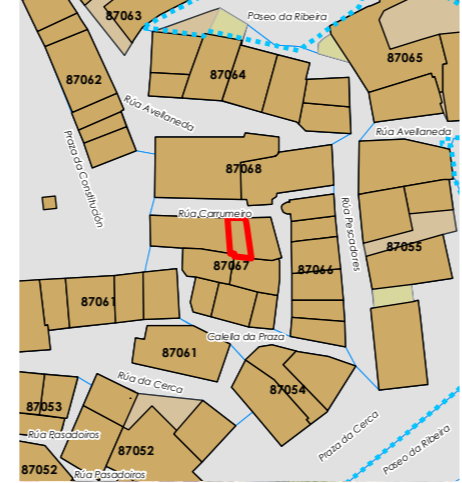 87063
Paseo da Ribeira
87065
87062
87064
Rúa Avellaneda
Rúa Avellaneda
Praza da Constitución
87068
Rúa Carrumeiro
Rúa Pescadores
87055
87067
87066
87061
Calella da Praza
87061
Rúa da Cerca
87054
87053
Rúa Pasadoiros
Praza da Cerca
Paseo da Ribeira
87052
87052
Rúa Pasadoiros